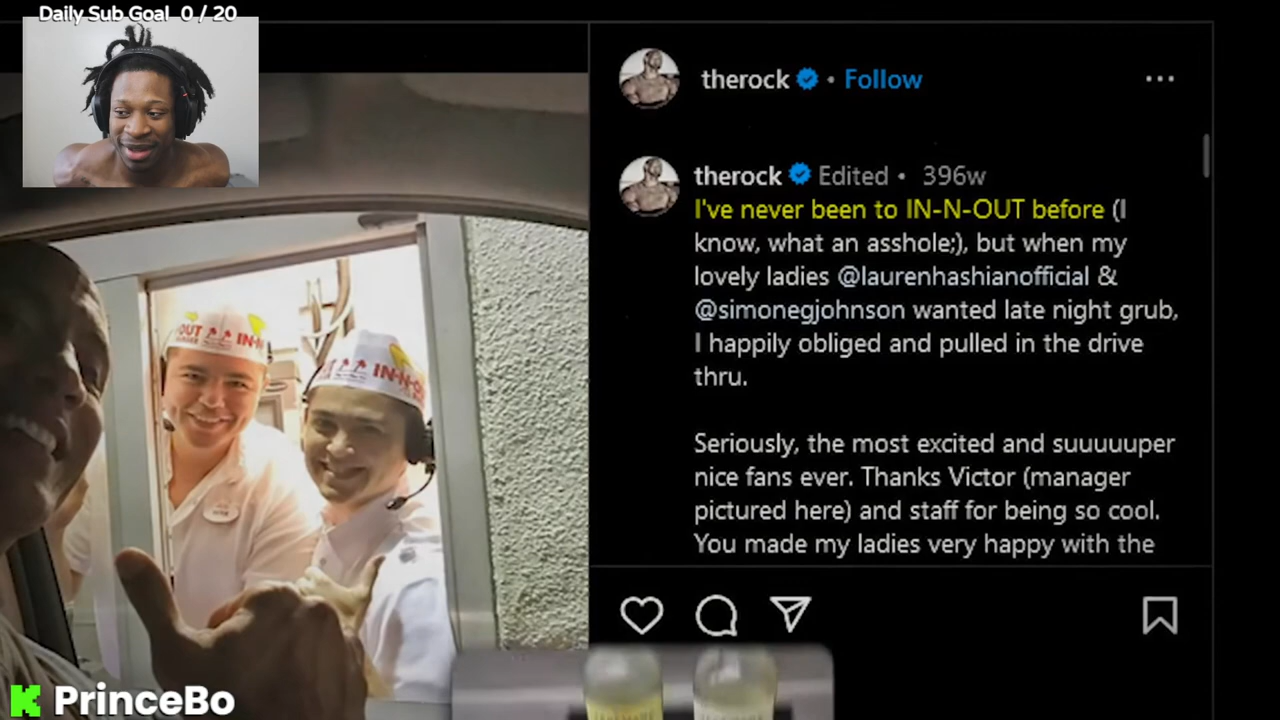 Daily Sub Goal 0 / 20
therock • Follow
therock Edited • 396w
I've never been to IN-N-OUT before (I
know, what an asshole;), but when my
lovely ladies @laurenhashianofficial &
@simonegjohnson wanted late night grub,
I happily obliged and pulled in the drive
thru.
Seriously, the most excited and suuuuuper
nice fans ever. Thanks Victor (manager
pictured here) and staff for being so cool.
You made my ladies very happy with the
OUT IN-N
IN-N-O
K PrinceBo